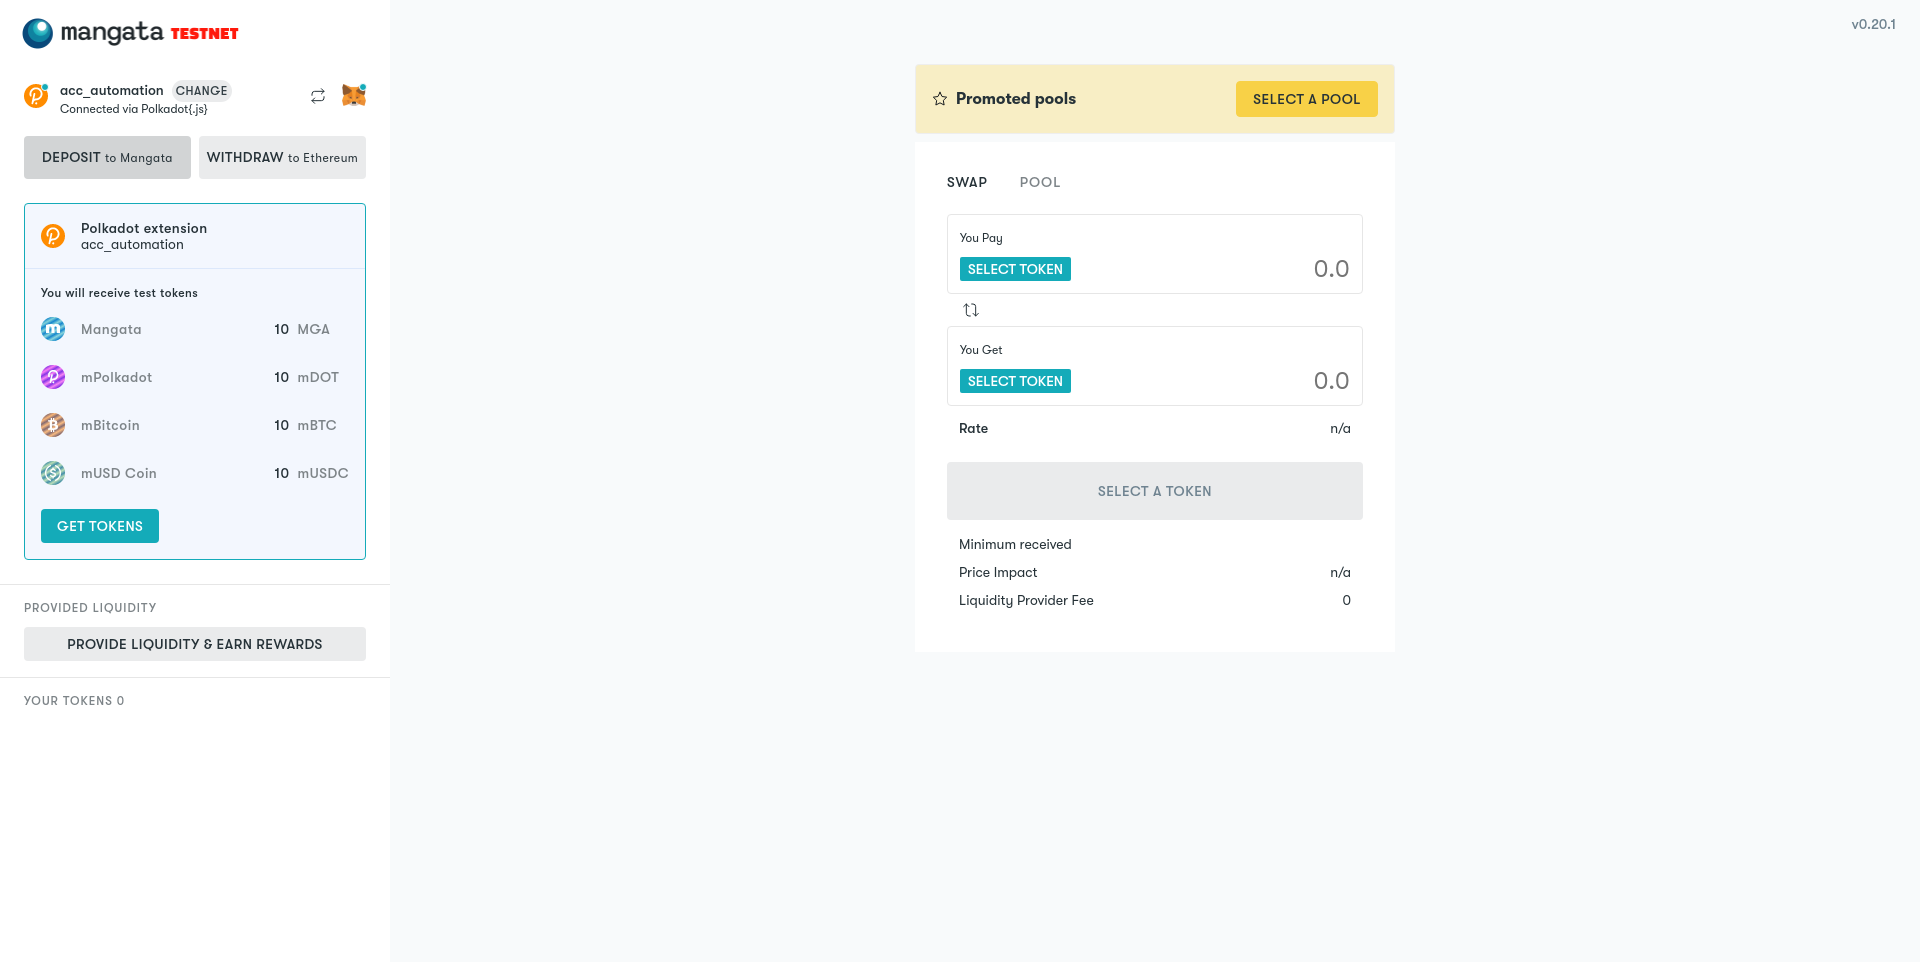 mangata TESTNET
v0.20.1
acc_automation CHANGE
Connected via Polkadot{.js}
DEPOSIT to Mangata
WITHDRAW to Ethereum
Polkadot extension
acc_automation
You will receive test tokens
Mangata 10 MGA
mPolkadot 10 mDOT
mBitcoin 10 mBTC
mUSD Coin 10 mUSDC
GET TOKENS
PROVIDED LIQUIDITY
PROVIDE LIQUIDITY & EARN REWARDS
YOUR TOKENS 0
Promoted pools
SELECT A POOL
SWAP POOL
You Pay
SELECT TOKEN 0.0
You Get
SELECT TOKEN 0.0
Rate n/a
SELECT A TOKEN
Minimum received
Price Impact n/a
Liquidity Provider Fee 0